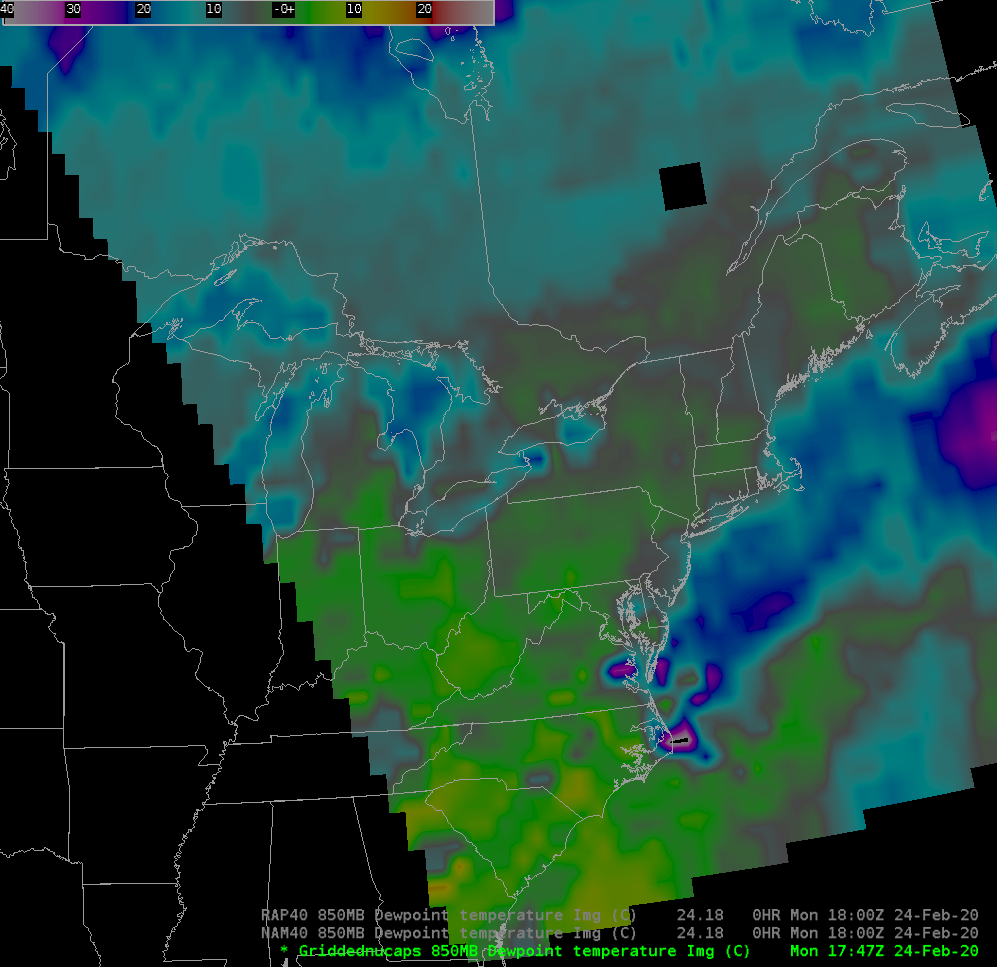 40 30 20 10 -0+ 10 20
RAP40 850MB Dewpoint temperature Img (C) 24.18 0HR Mon 18:00Z 24-Feb-20
NAM40 850MB Dewpoint temperature Img (C) 24.18 0HR Mon 18:00Z 24-Feb-20
* Griddednucaps 850MB Dewpoint temperature Img (C) Mon 17:47Z 24-Feb-20